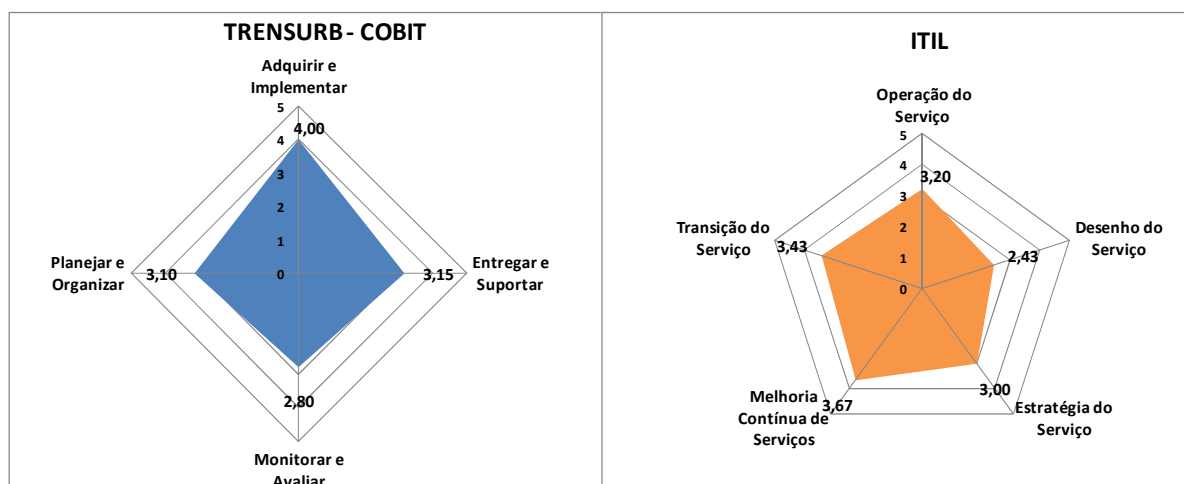 TRENSURB - COBIT
Adquirir e
Implementar
5
4,00
4
3
2
1
0
Planejar e
Organizar
3,10
3,15
Entregar e
Suportar
2,80
Monitorar e
Avaliar
ITIL
Operação do
Serviço
5
4
3,20
3
2
1
0
Transição do
Serviço
3,43
2,43
Desenho do
Serviço
Melhoria
Contínua de
Serviços
3,67
3,00
Estratégia do
Serviço